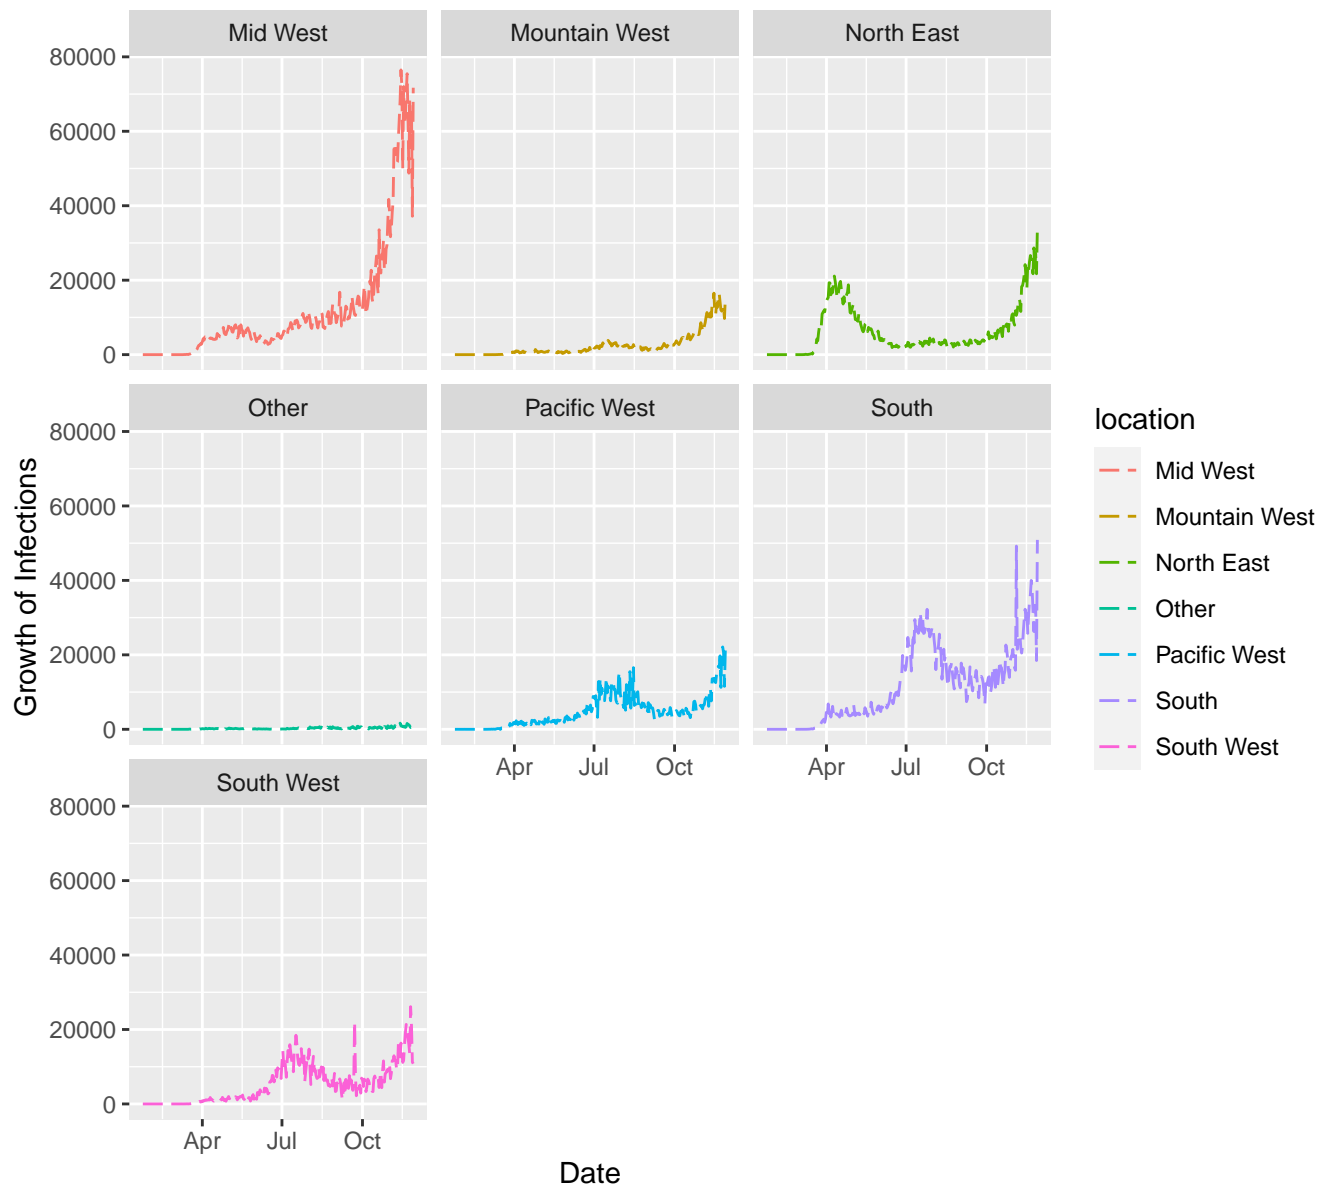 Mid West
Mountain West
North East
80000
60000
40000
20000
0
Other
Pacific West
South
80000
60000
40000
20000
0
Apr
Jul
Oct
Apr
Jul
Oct
South West
80000
60000
40000
20000
0
Apr
Jul
Oct
Growth of Infections
Date
location
Mid West
Mountain West
North East
Other
Pacific West
South
South West